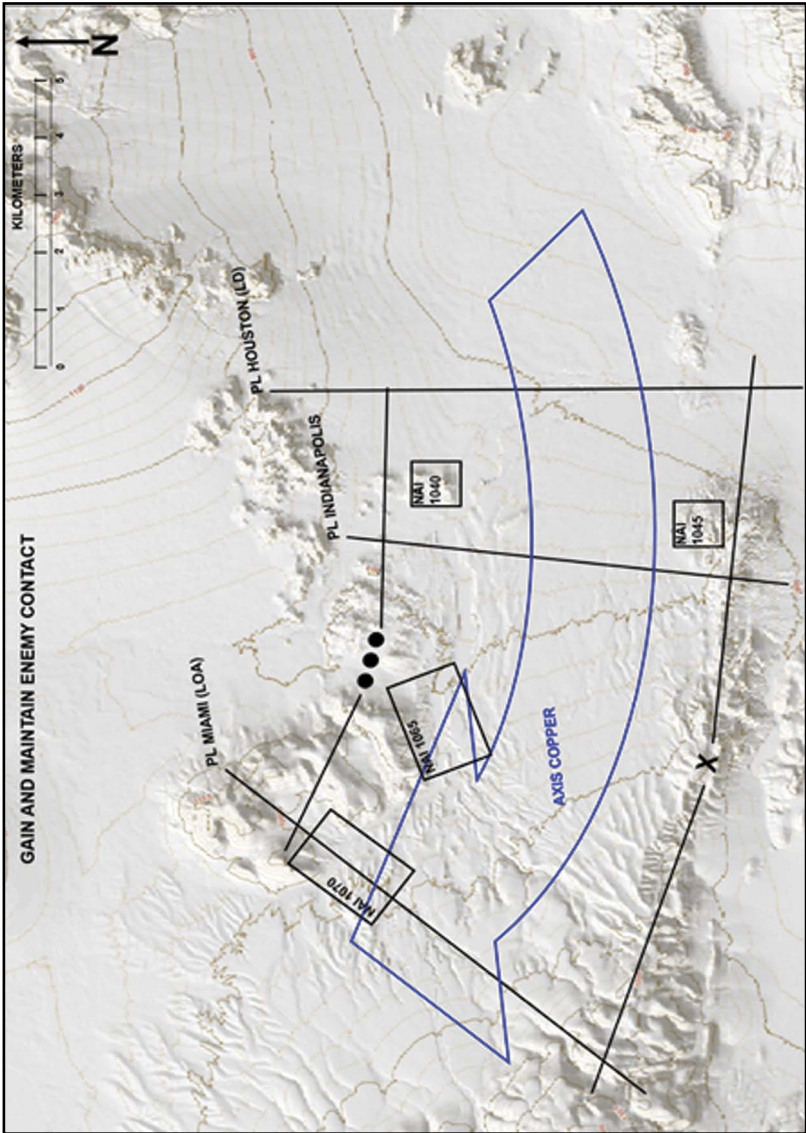 GAIN AND MAINTAIN ENEMY CONTACT
N
KILOMETERS
0 1 2 3 4 5
PL HOUSTON (LD)
PL INDIANAPOLIS
PL MIAMI (LOA)
NAI
1040
NAI
1045
NAI 1065
NAI 1070
AXIS COPPER
X